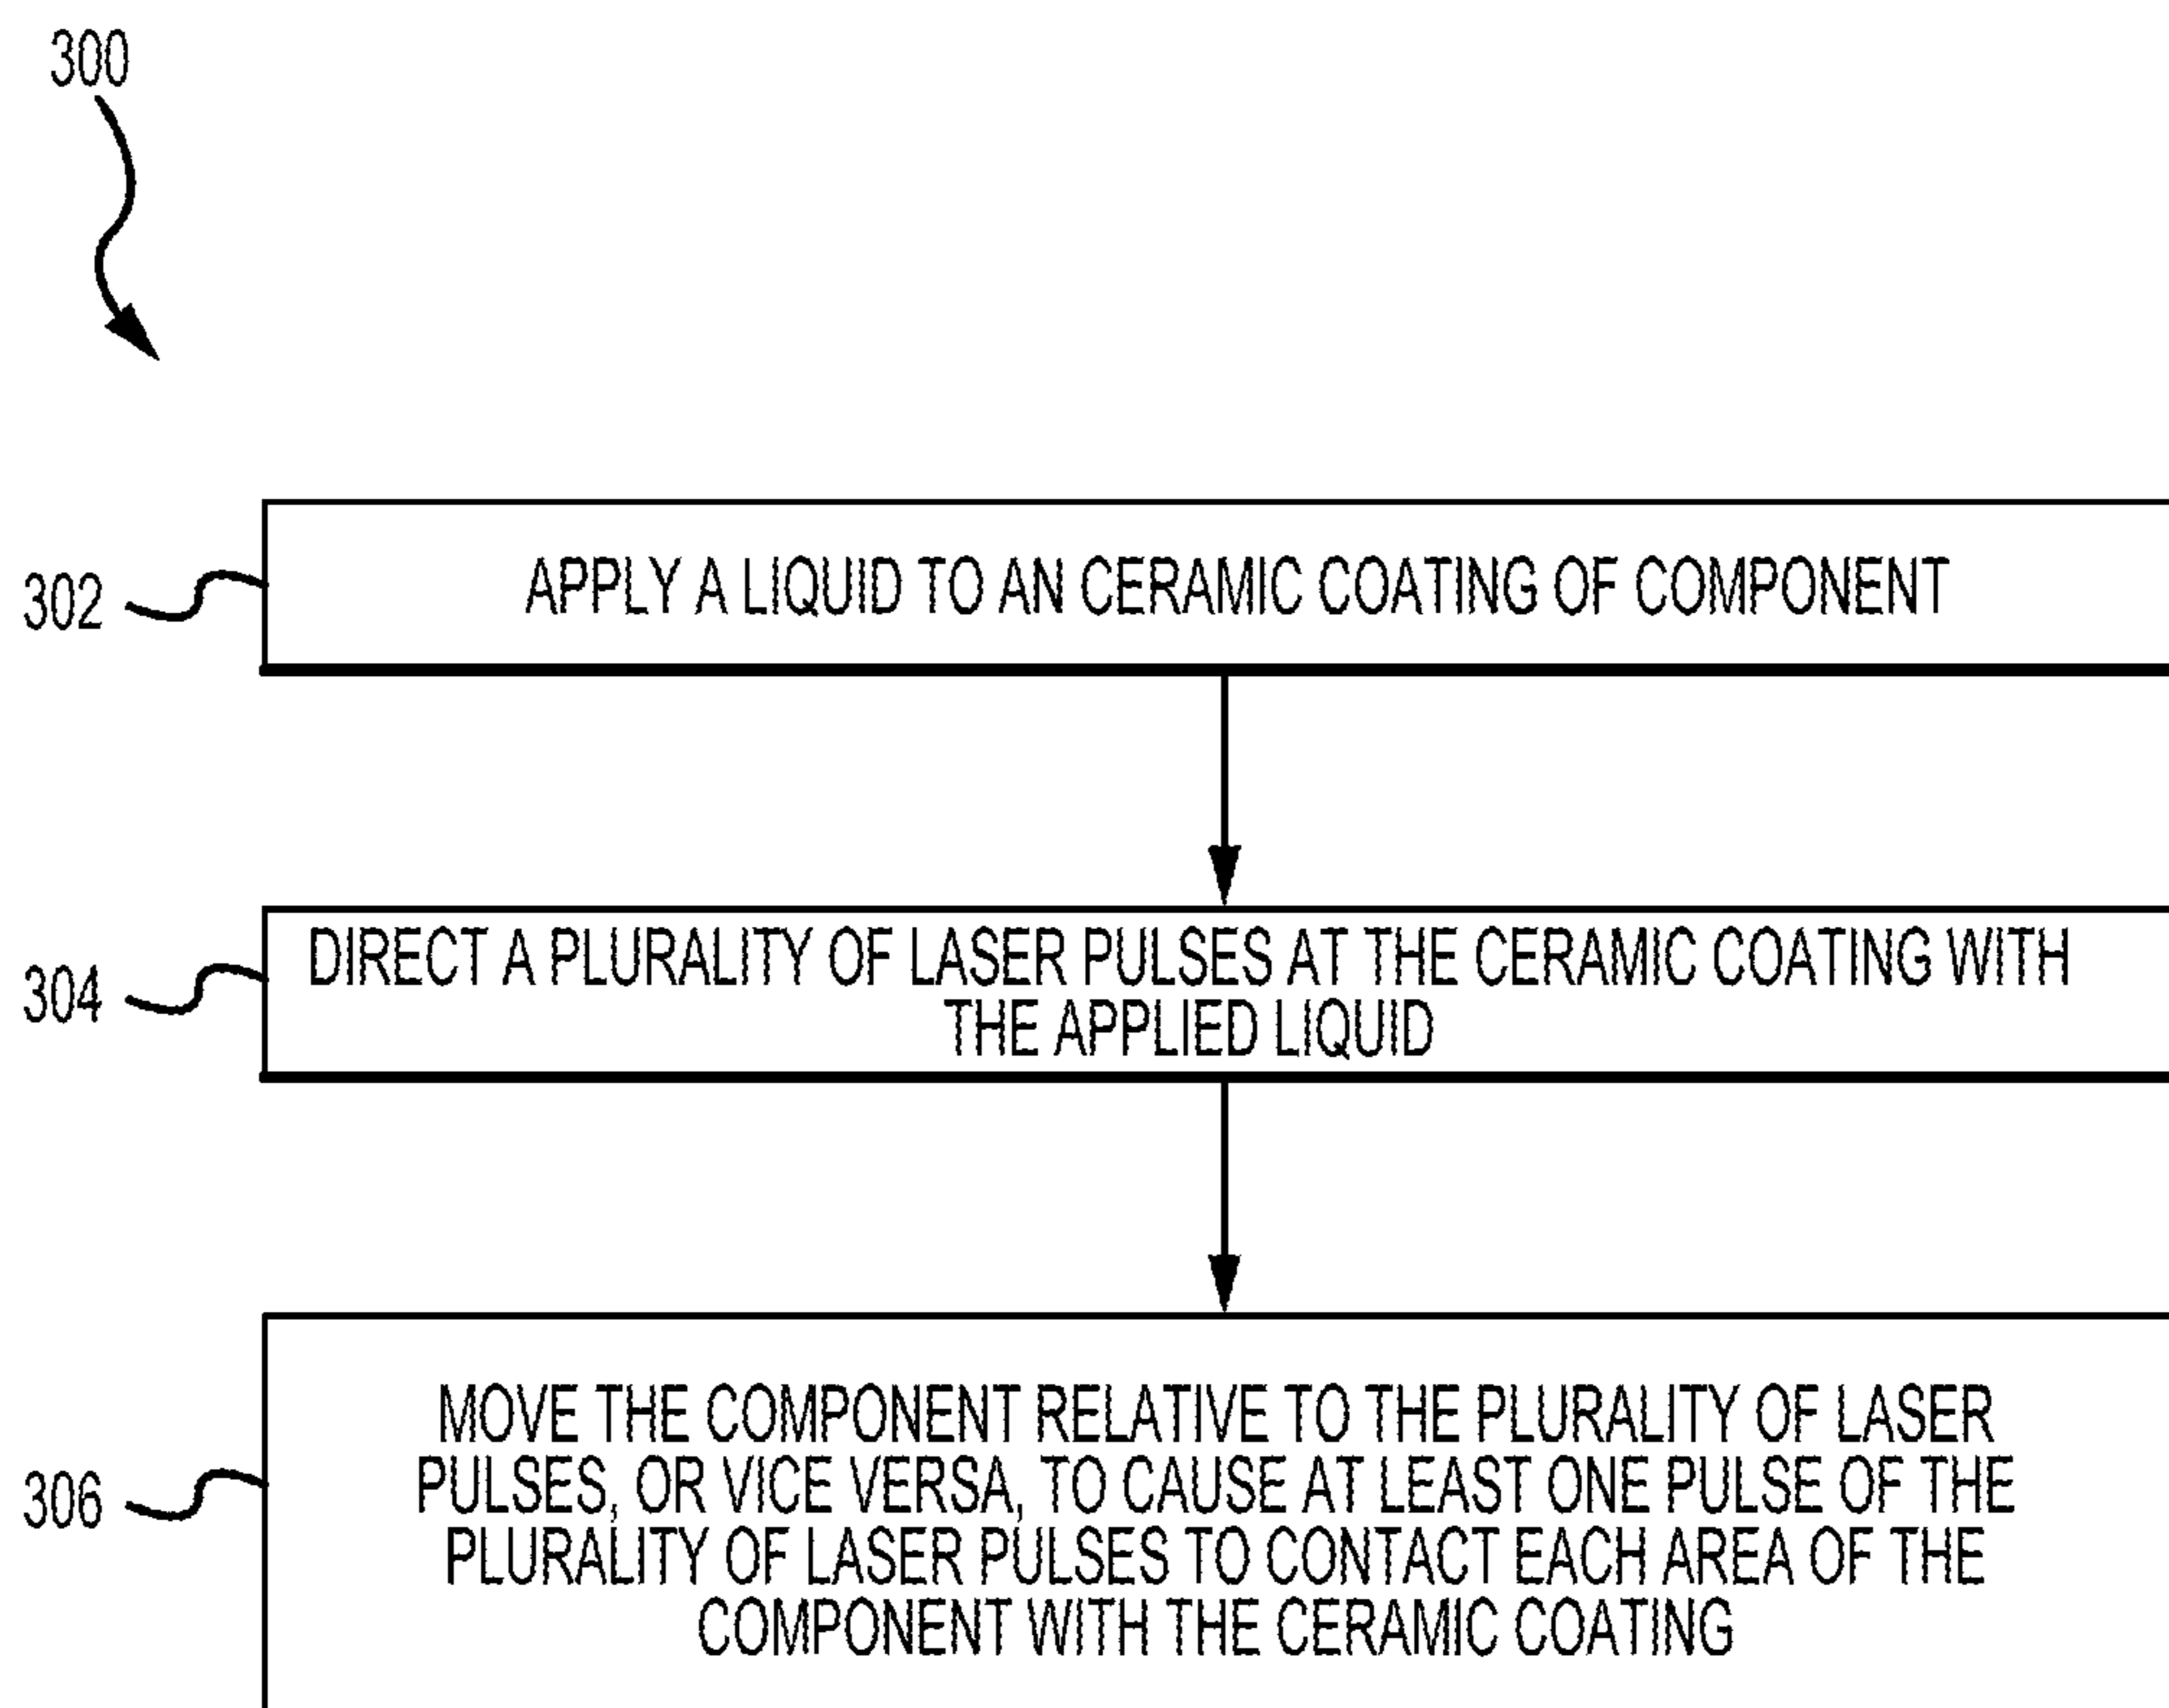 300
302
APPLY A LIQUID TO AN CERAMIC COATING OF COMPONENT
304
DIRECT A PLURALITY OF LASER PULSES AT THE CERAMIC COATING WITH
THE APPLIED LIQUID
306
MOVE THE COMPONENT RELATIVE TO THE PLURALITY OF LASER
PULSES, OR VICE VERSA, TO CAUSE AT LEAST ONE PULSE OF THE
PLURALITY OF LASER PULSES TO CONTACT EACH AREA OF THE
COMPONENT WITH THE CERAMIC COATING